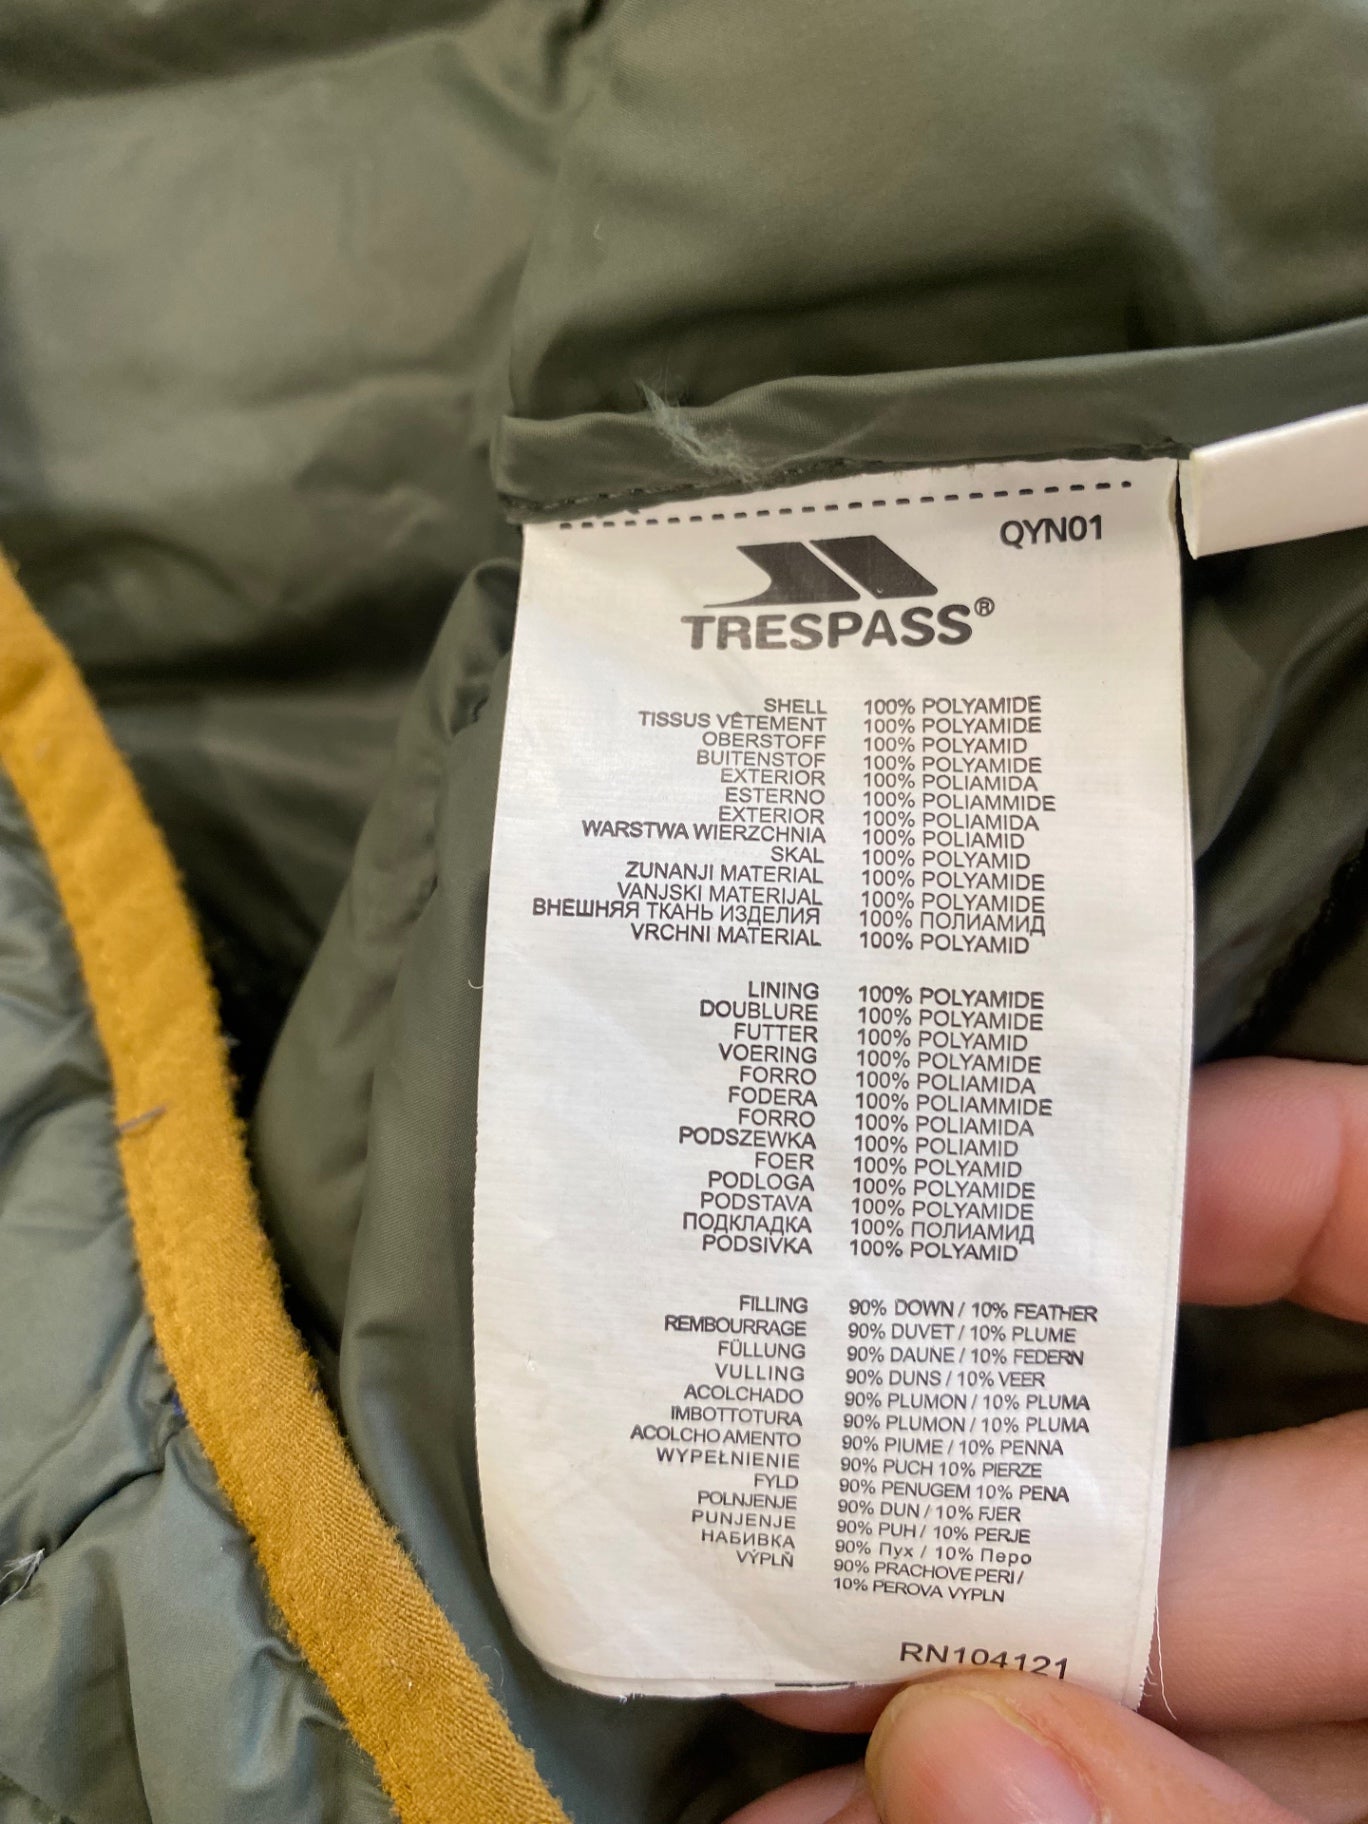 QYN01
TRESPASS®
SHELL 100% POLYAMIDE
TISSUS VÊTEMENT 100% POLYAMIDE
OBERSTOFF 100% POLYAMID
BUITENSTOF 100% POLYAMIDE
EXTERIOR 100% POLIAMIDA
ESTERNO 100% POLIAMMIDE
EXTERIOR 100% POLIAMIDA
WARSTWA WIERZCHNIA 100% POLIAMID
SKAL 100% POLYAMID
ZUNANJI MATERIAL 100% POLYAMIDE
VANJSKI MATERIJAL 100% POLYAMIDE
ВНЕШНЯЯ ТКАНЬ ИЗДЕЛИЯ 100% ПОЛИАМИД
VRCHNI MATERIAL 100% POLYAMID
LINING 100% POLYAMIDE
DOUBLURE 100% POLYAMIDE
FUTTER 100% POLYAMID
VOERING 100% POLYAMIDE
FORRO 100% POLIAMIDA
FODERA 100% POLIAMMIDE
FORRO 100% POLIAMIDA
PODSZEWKA 100% POLIAMID
FOER 100% POLYAMID
PODLOGA 100% POLYAMIDE
PODSTAVA 100% POLYAMIDE
ПОДКЛАДКА 100% ПОЛИАМИД
PODSIVKA 100% POLYAMID
FILLING 90% DOWN / 10% FEATHER
REMBOURRAGE 90% DUVET / 10% PLUME
FÜLLUNG 90% DAUNE / 10% FEDERN
VULLING 90% DUNS / 10% VEER
ACOLCHADO 90% PLUMON / 10% PLUMA
IMBOTTOTURA 90% PLUMON / 10% PLUMA
ACOLCHO AMENTO 90% PIUME / 10% PENNA
WYPEŁNIENIE 90% PUCH 10% PIERZE
FYLD 90% PENUGEM 10% PENA
POLNJENJE 90% DUN / 10% FJER
PUNJENJE 90% PUH / 10% PERJE
НАБИВКА 90% Пух / 10% Перо
VÝPLŇ 90% PRACHOVE PERI /
10% PEROVA VYPLN
RN104121